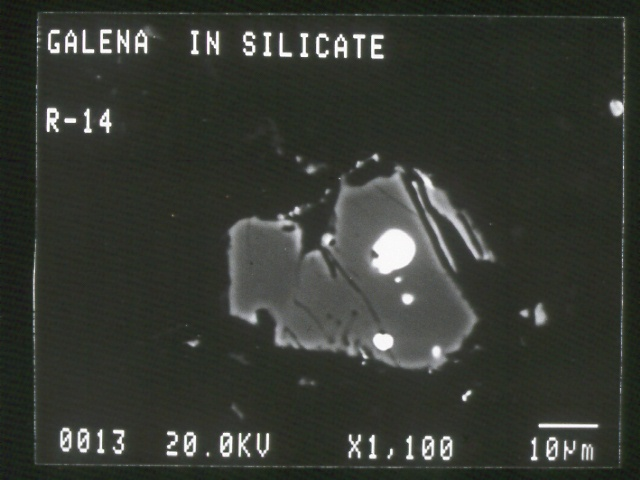 GALENA IN SILICATE
R-14
0013 20.0KV X1,100 10µm